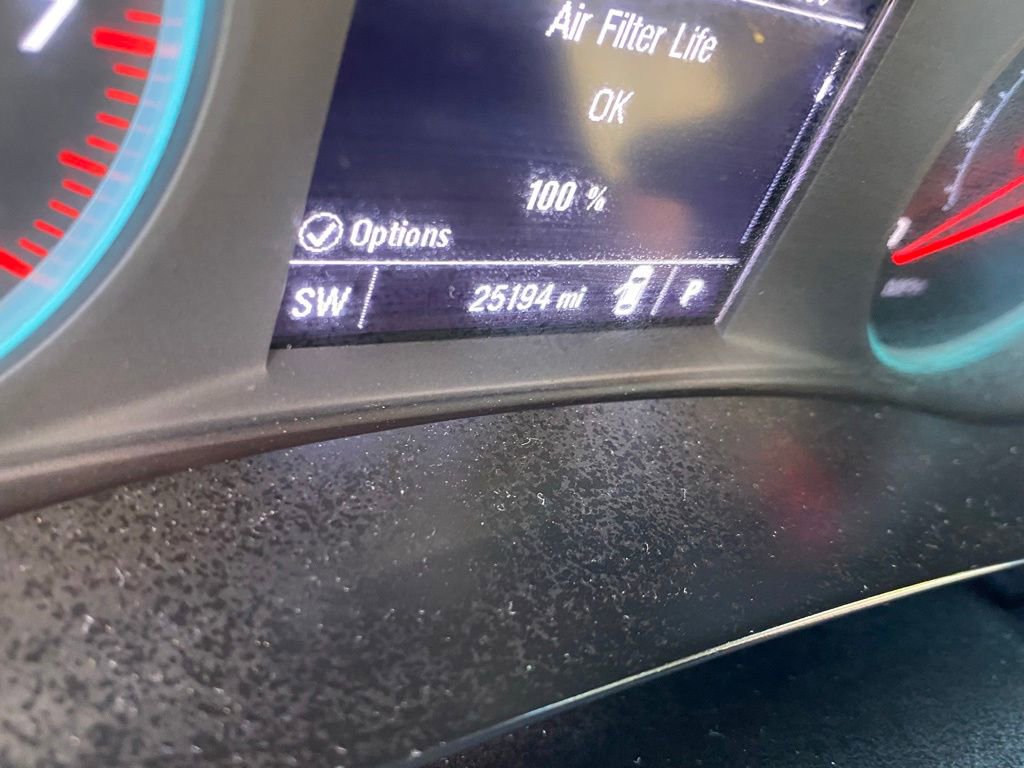 Air Filter Life
OK
100 %
Options
SW 25194 mi P